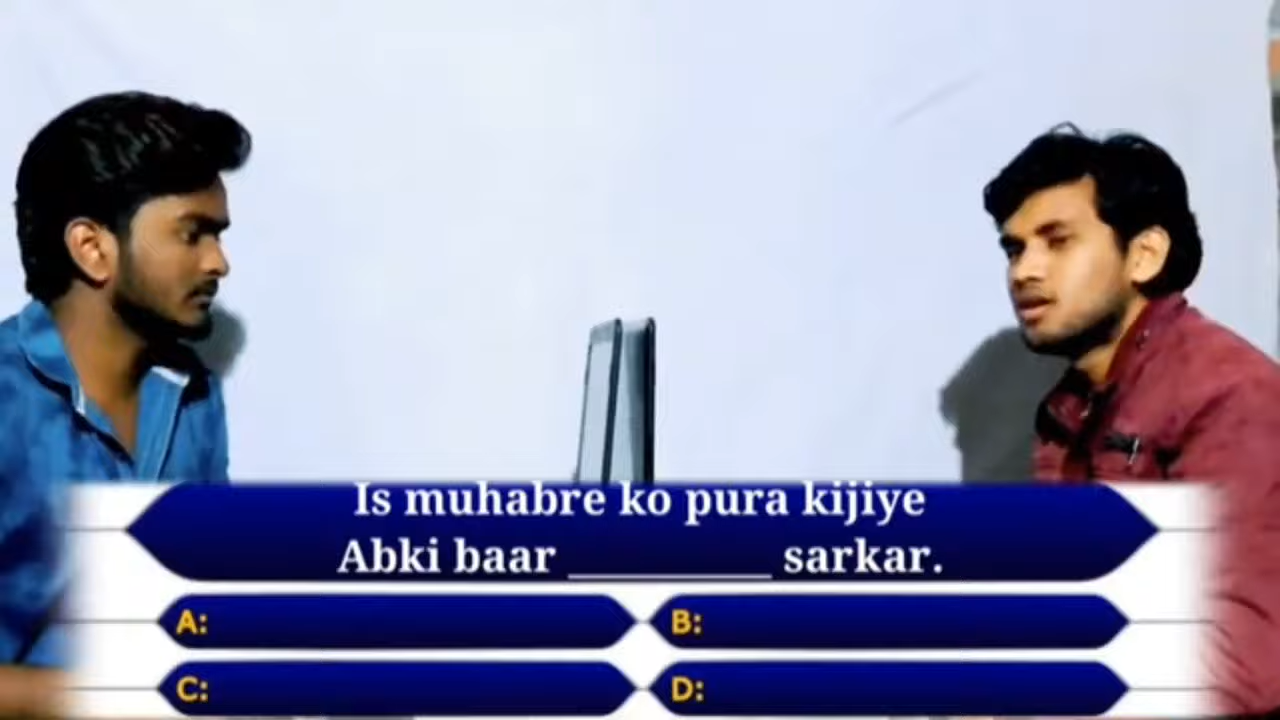 Is muhabre ko pura kijiye
Abki baar __________ sarkar.
A:
B:
C:
D: